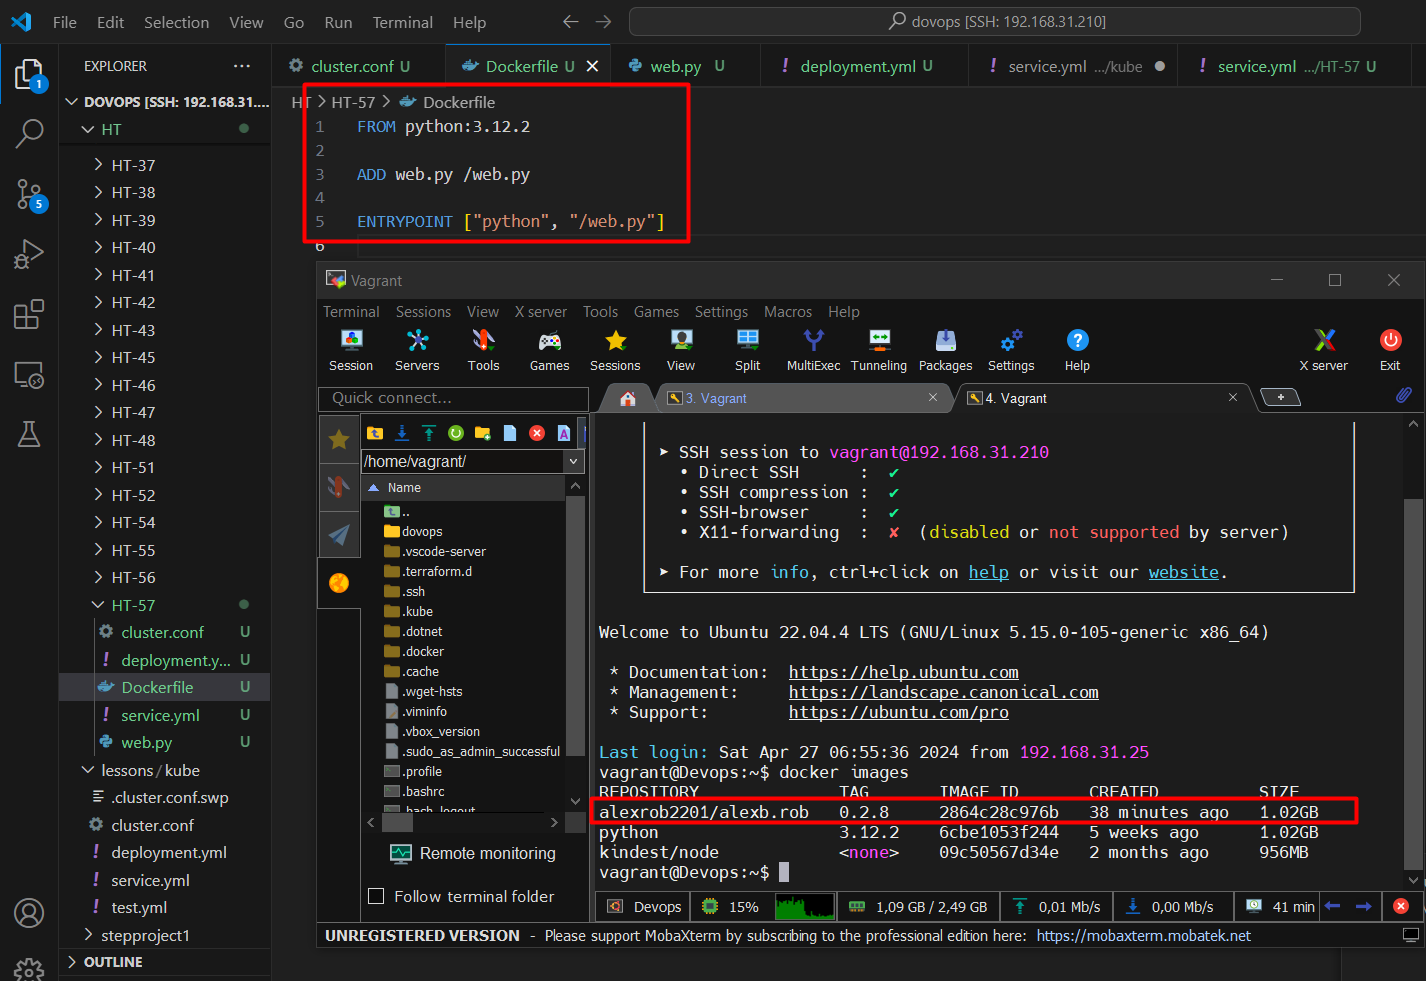 File Edit Selection View Go Run Terminal Help
dovops [SSH: 192.168.31.210]
EXPLORER
cluster.conf U
Dockerfile U
web.py U
! deployment.yml U
! service.yml .../kube
! service.yml .../HT-57 U
DOVOPS [SSH: 192.168.31....
HT
HT-37
HT-38
HT-39
HT-40
HT-41
HT-42
HT-43
HT-45
HT-46
HT-47
HT-48
HT-51
HT-52
HT-54
HT-55
HT-56
HT-57
cluster.conf U
! deployment.y... U
Dockerfile U
! service.yml U
web.py U
lessons / kube
.cluster.conf.swp
cluster.conf
! deployment.yml
! service.yml
! test.yml
stepproject1
OUTLINE
1
5
HT > HT-57 > Dockerfile
1 FROM python:3.12.2
2
3 ADD web.py /web.py
4
5 ENTRYPOINT ["python", "/web.py"]
6
Vagrant
Terminal Sessions View X server Tools Games Settings Macros Help
Session Servers Tools Games Sessions View Split MultiExec Tunneling Packages Settings Help X server Exit
Quick connect...
3. Vagrant
4. Vagrant
/home/vagrant/
Name
..
dovops
.vscode-server
.terraform.d
.ssh
.kube
.dotnet
.docker
.cache
.wget-hsts
.viminfo
.vbox_version
.sudo_as_admin_successful
.profile
.bashrc
.bash_logout
Remote monitoring
Follow terminal folder
➤ SSH session to vagrant@192.168.31.210
• Direct SSH : ✔
• SSH compression : ✔
• SSH-browser : ✔
• X11-forwarding : ✘ (disabled or not supported by server)
➤ For more info, ctrl+click on help or visit our website.
Welcome to Ubuntu 22.04.4 LTS (GNU/Linux 5.15.0-105-generic x86_64)
* Documentation: https://help.ubuntu.com
* Management: https://landscape.canonical.com
* Support: https://ubuntu.com/pro
Last login: Sat Apr 27 06:55:36 2024 from 192.168.31.25
vagrant@Devops:~$ docker images
REPOSITORY TAG IMAGE ID CREATED SIZE
alexrob2201/alexb.rob 0.2.8 2864c28c976b 38 minutes ago 1.02GB
python 3.12.2 6cbe1053f244 5 weeks ago 1.02GB
kindest/node <none> 09c50567d34e 2 months ago 956MB
vagrant@Devops:~$
Devops 15% 1,09 GB / 2,49 GB 0,01 Mb/s 0,00 Mb/s 41 min
UNREGISTERED VERSION - Please support MobaXterm by subscribing to the professional edition here: https://mobaxterm.mobatek.net